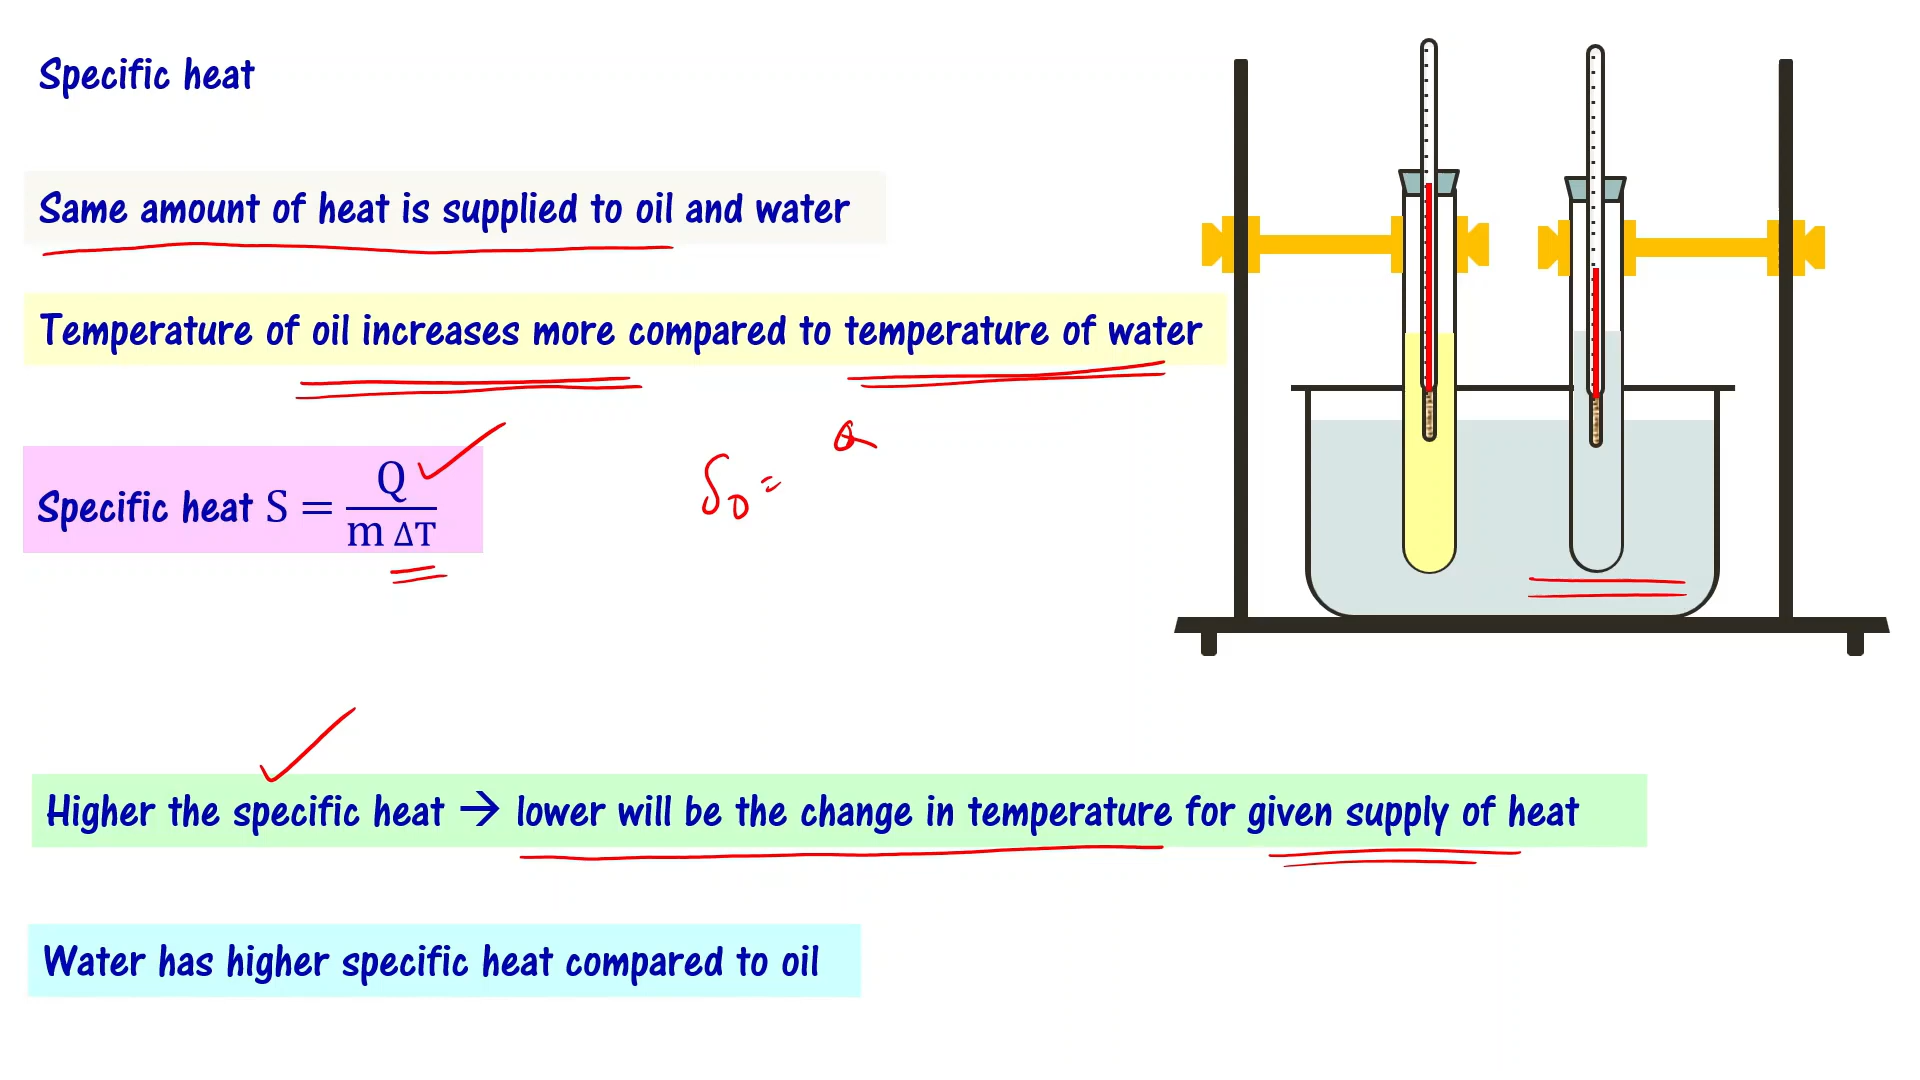 Specific heat
Same amount of heat is supplied to oil and water
Temperature of oil increases more compared to temperature of water
Specific heat S = Q / m ΔT
S₀ = Q
Higher the specific heat → lower will be the change in temperature for given supply of heat
Water has higher specific heat compared to oil